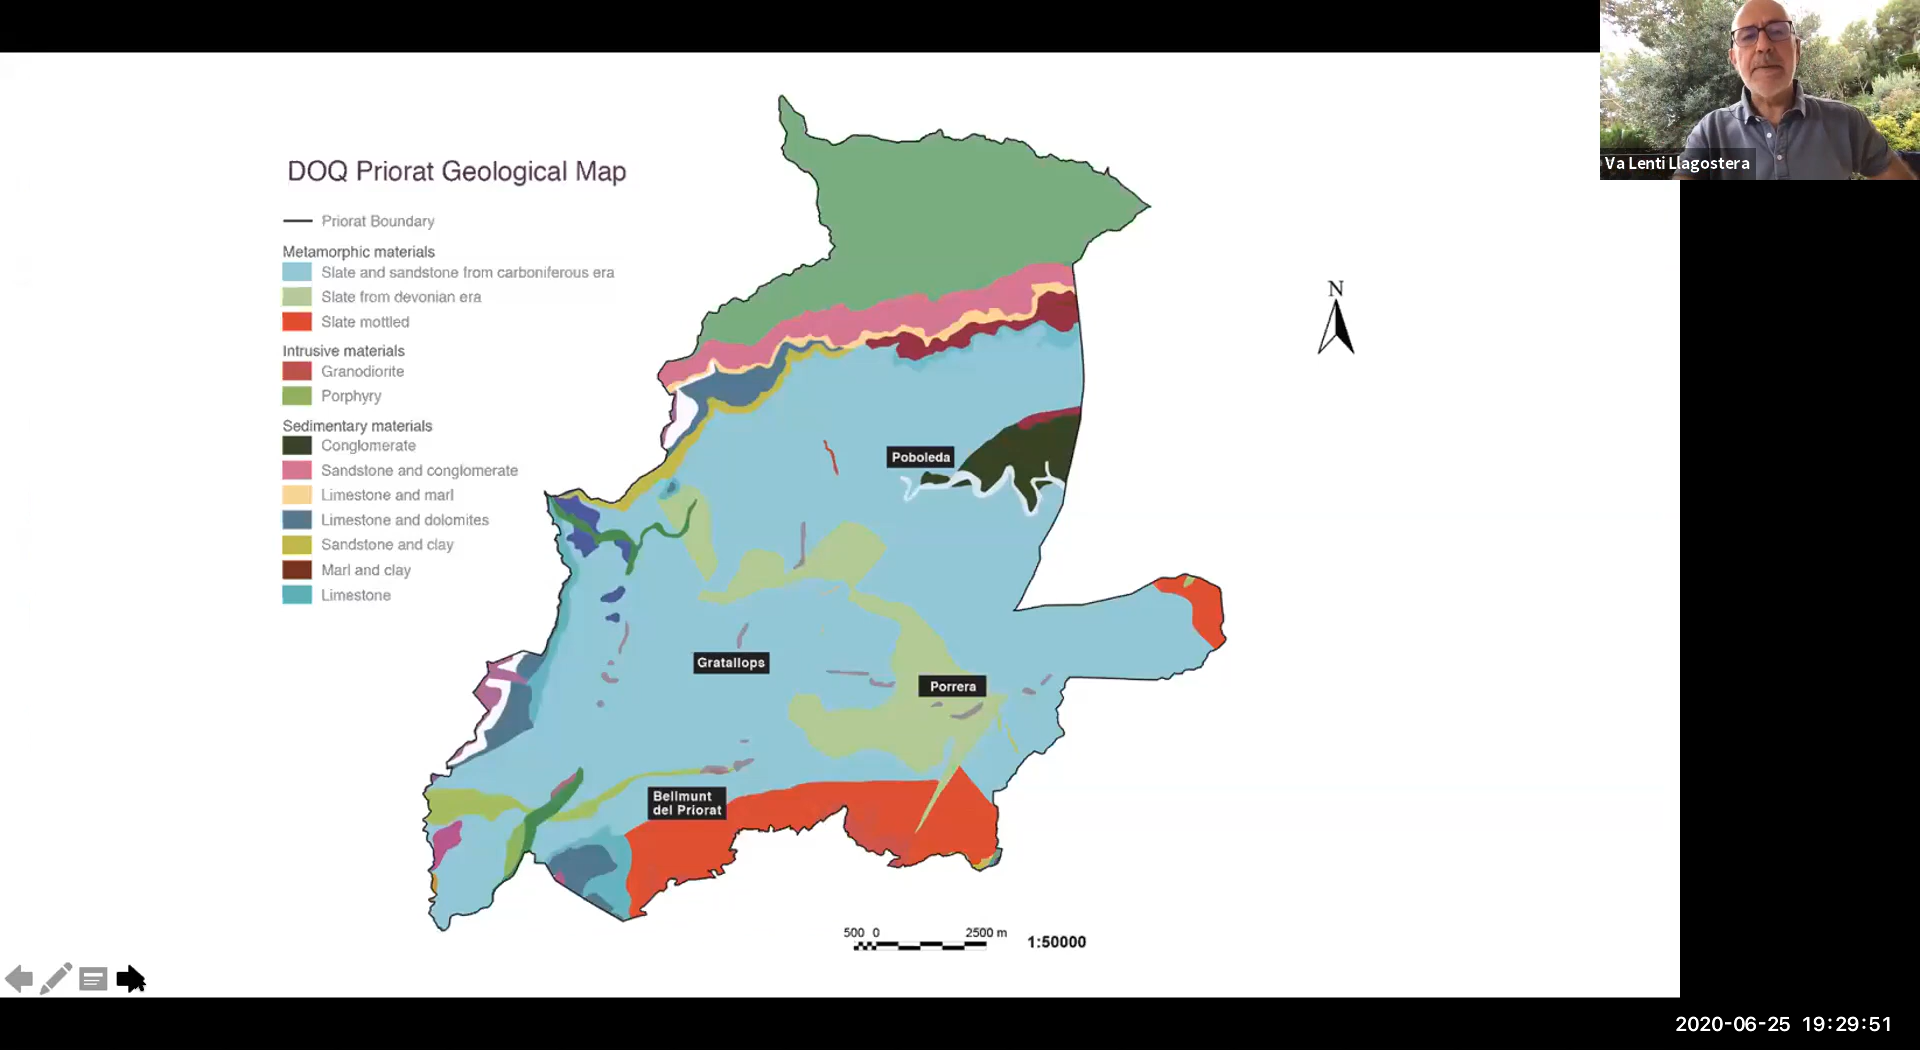 Va Lenti Llagostera
DOQ Priorat Geological Map
Priorat Boundary
Metamorphic materials
Slate and sandstone from carboniferous era
Slate from devonian era
Slate mottled
Intrusive materials
Granodiorite
Porphyry
Sedimentary materials
Conglomerate
Sandstone and conglomerate
Limestone and marl
Limestone and dolomites
Sandstone and clay
Marl and clay
Limestone
N
Poboleda
Gratallops
Porrera
Bellmunt
del Priorat
500 0 2500 m
1:50000
2020-06-25 19:29:51